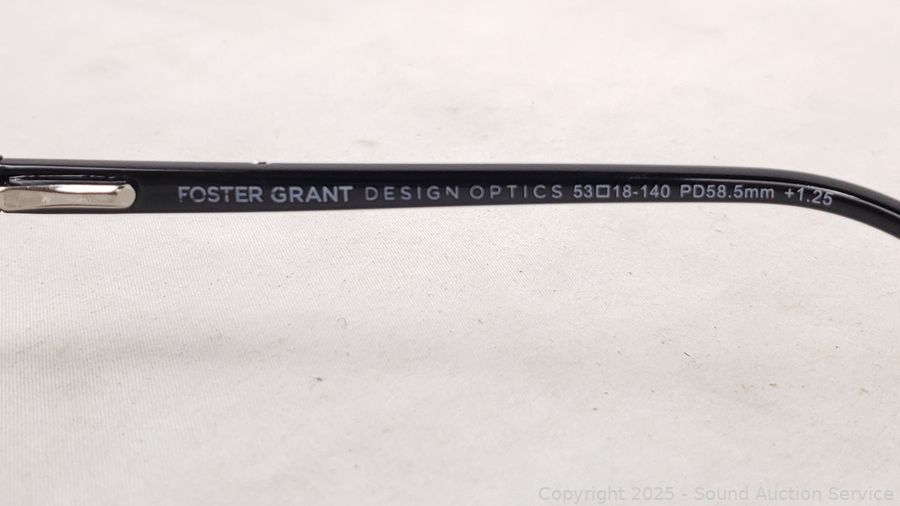 FOSTER GRANT DESIGN OPTICS 53□18-140 PD58.5mm +1.25
Copyright 2025 - Sound Auction Service